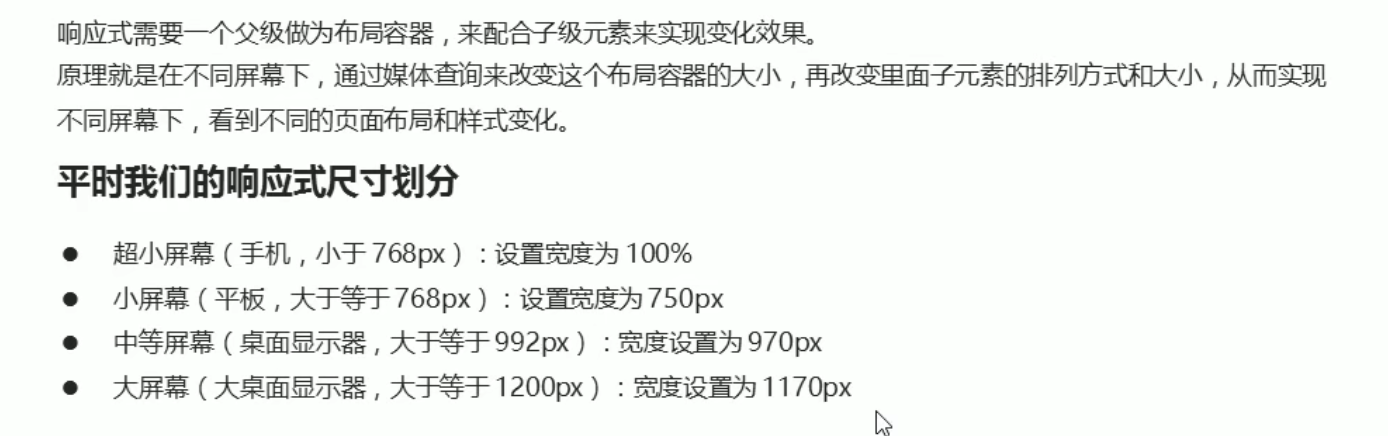 响应式需要一个父级做为布局容器，来配合子级元素来实现变化效果。
原理就是在不同屏幕下，通过媒体查询来改变这个布局容器的大小，再改变里面子元素的排列方式和大小，从而实现
不同屏幕下，看到不同的页面布局和样式变化。
平时我们的响应式尺寸划分
● 超小屏幕（手机，小于 768px）：设置宽度为 100%
● 小屏幕（平板，大于等于 768px）：设置宽度为 750px
● 中等屏幕（桌面显示器，大于等于 992px）：宽度设置为 970px
● 大屏幕（大桌面显示器，大于等于 1200px）：宽度设置为 1170px